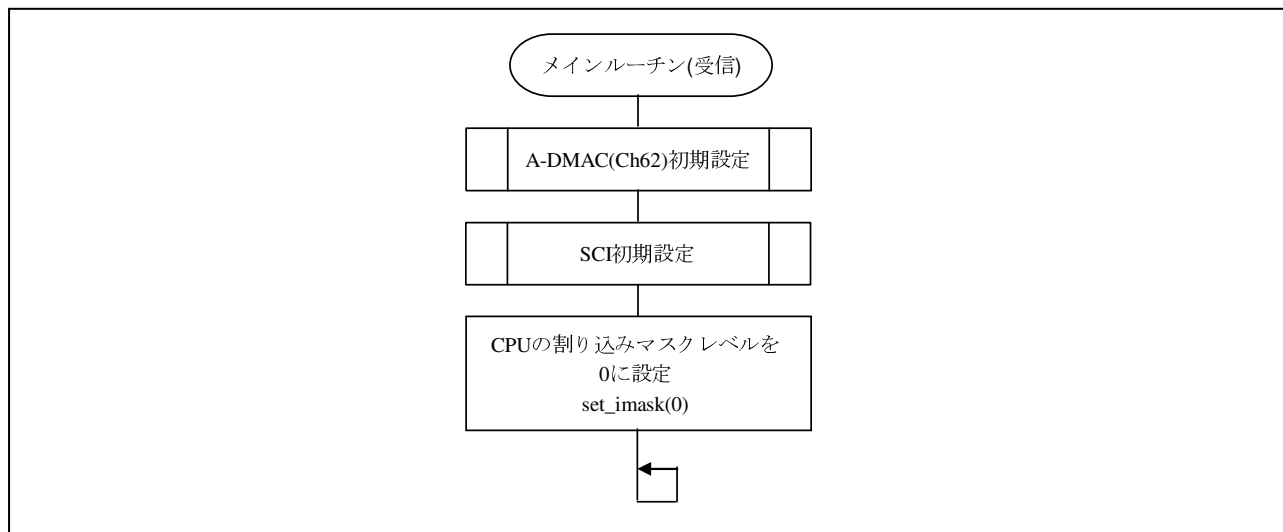 メインルーチン(受信)
A-DMAC(Ch62)初期設定
SCI初期設定
CPUの割り込みマスクレベルを
0に設定
set_imask(0)